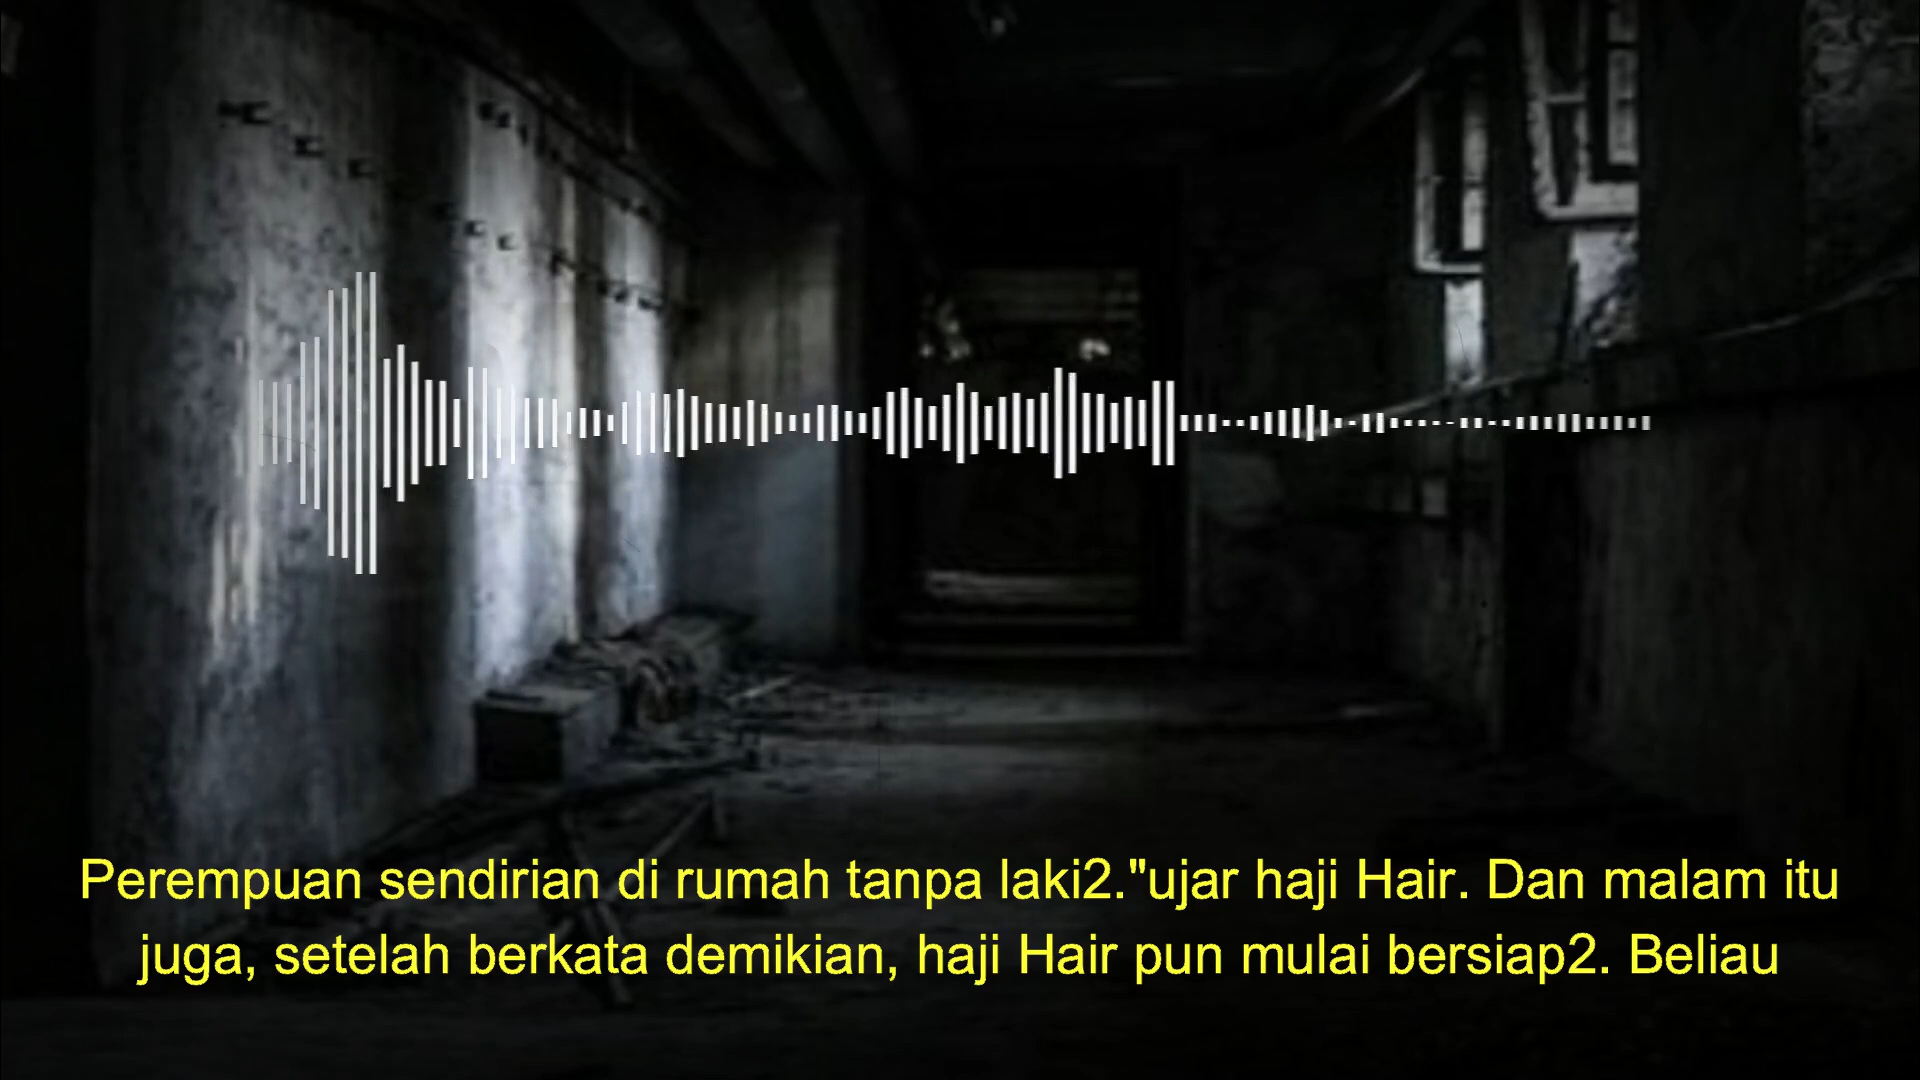 Perempuan sendirian di rumah tanpa laki2."ujar haji Hair. Dan malam itu
juga, setelah berkata demikian, haji Hair pun mulai bersiap2. Beliau